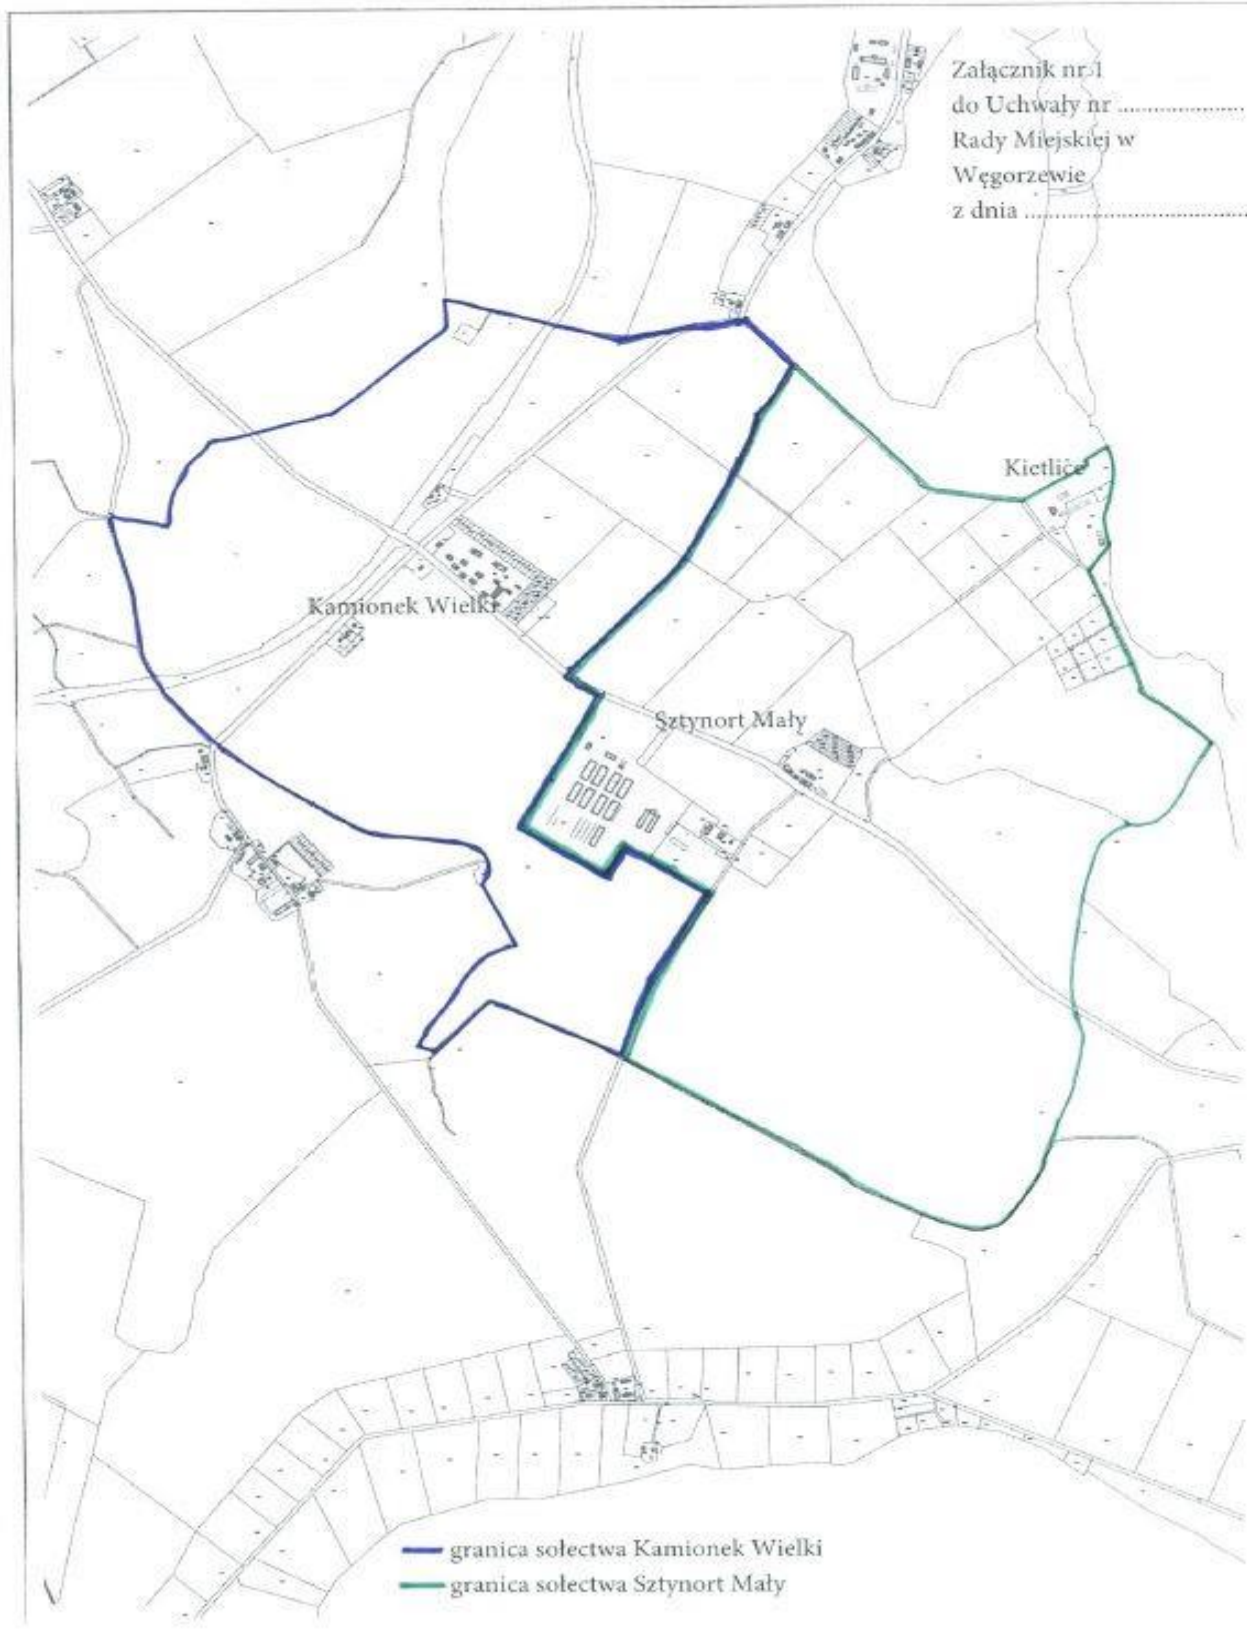 Załącznik nr 1
do Uchwały nr ........................
Rady Miejskiej w
Węgorzewie
z dnia ..........................................
Kietlice
Kamionek Wielki
Sztynort Mały
granica sołectwa Kamionek Wielki
granica sołectwa Sztynort Mały